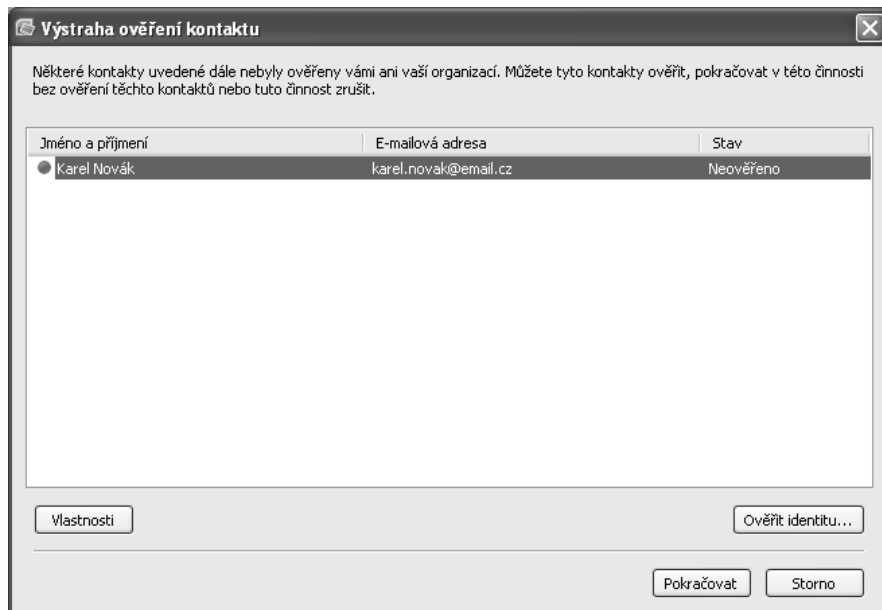 Výstraha ověření kontaktu
Některé kontakty uvedené dále nebyly ověřeny vámi ani vaší organizací. Můžete tyto kontakty ověřit, pokračovat v této činnosti
bez ověření těchto kontaktů nebo tuto činnost zrušit.
Jméno a příjmení E-mailová adresa Stav
Karel Novák karel.novak@email.cz Neověřeno
Vlastnosti Ověřit identitu...
Pokračovat Storno